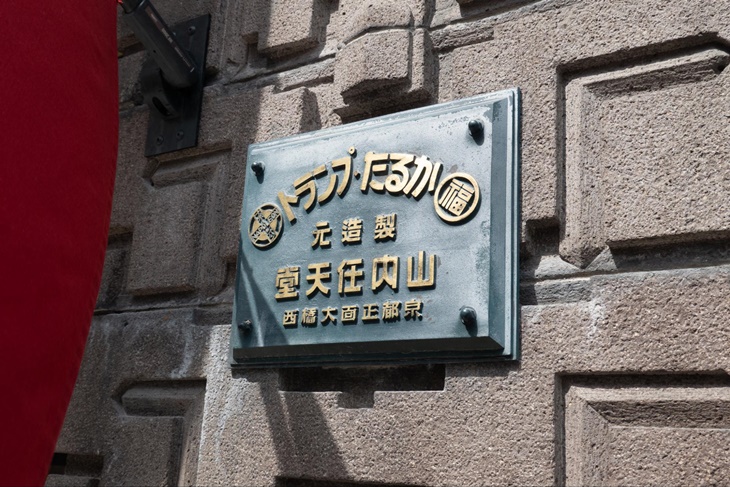 福
かるた・トランプ
製造元
山内任天堂
京都正面大橋西